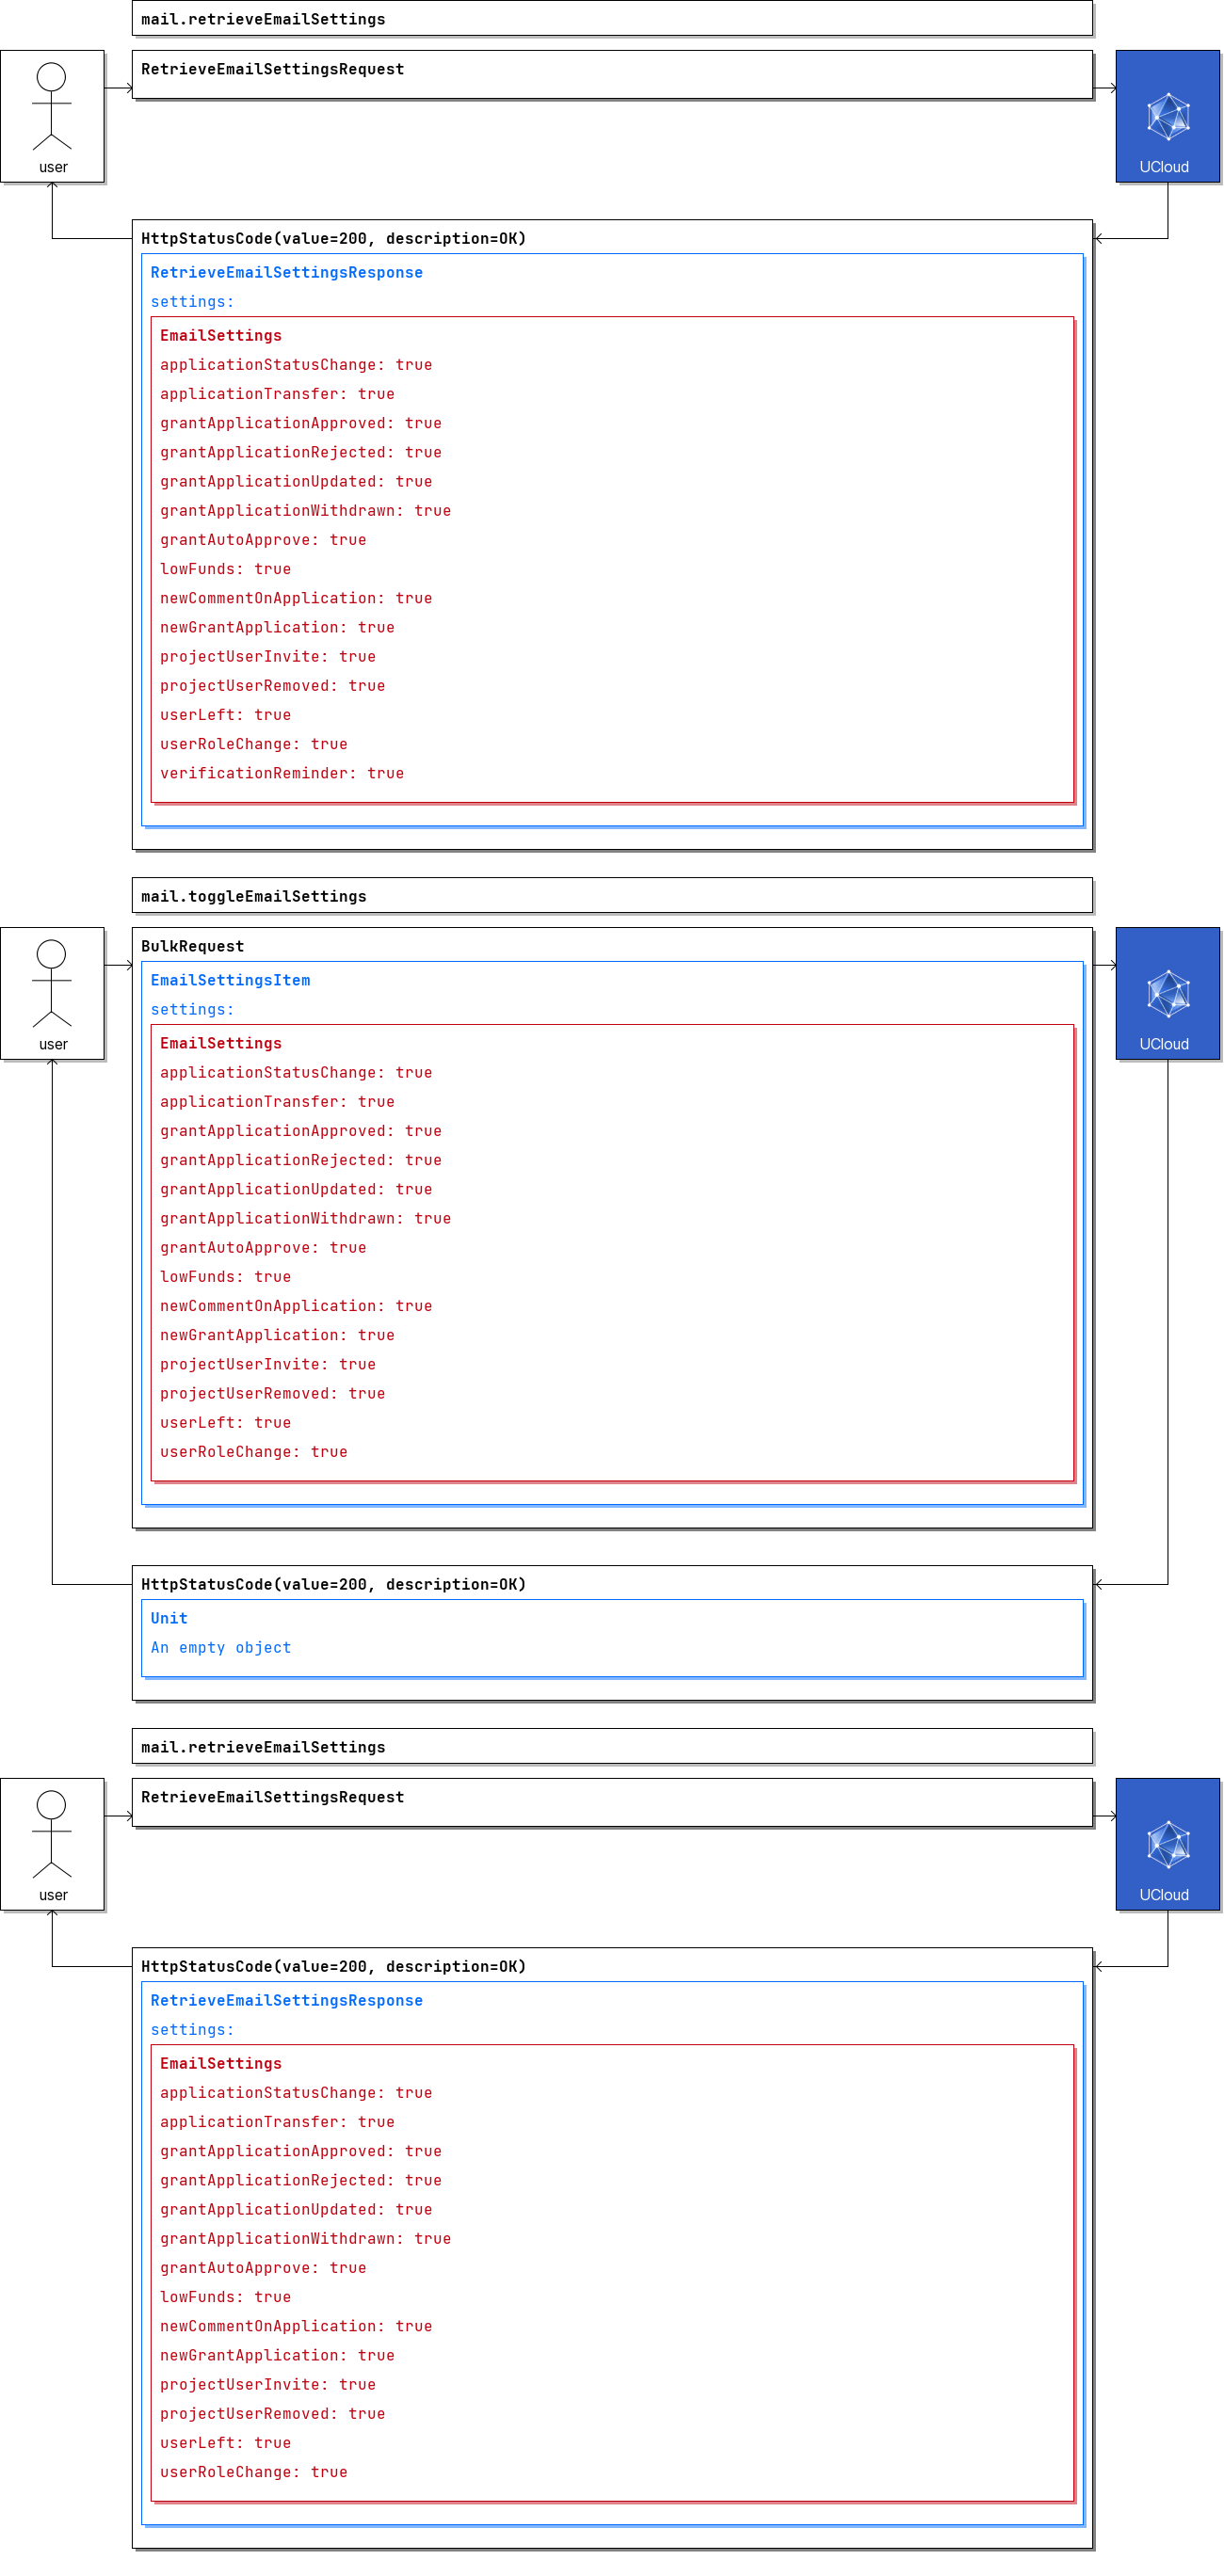 mail.retrieveEmailSettings
RetrieveEmailSettingsRequest
user
UCloud
HttpStatusCode(value=200, description=OK)
RetrieveEmailSettingsResponse
settings:
EmailSettings
applicationStatusChange: true
applicationTransfer: true
grantApplicationApproved: true
grantApplicationRejected: true
grantApplicationUpdated: true
grantApplicationWithdrawn: true
grantAutoApprove: true
lowFunds: true
newCommentOnApplication: true
newGrantApplication: true
projectUserInvite: true
projectUserRemoved: true
userLeft: true
userRoleChange: true
verificationReminder: true
mail.toggleEmailSettings
BulkRequest
EmailSettingsItem
settings:
user
UCloud
EmailSettings
applicationStatusChange: true
applicationTransfer: true
grantApplicationApproved: true
grantApplicationRejected: true
grantApplicationUpdated: true
grantApplicationWithdrawn: true
grantAutoApprove: true
lowFunds: true
newCommentOnApplication: true
newGrantApplication: true
projectUserInvite: true
projectUserRemoved: true
userLeft: true
userRoleChange: true
HttpStatusCode(value=200, description=OK)
Unit
An empty object
mail.retrieveEmailSettings
RetrieveEmailSettingsRequest
user
UCloud
HttpStatusCode(value=200, description=OK)
RetrieveEmailSettingsResponse
settings:
EmailSettings
applicationStatusChange: true
applicationTransfer: true
grantApplicationApproved: true
grantApplicationRejected: true
grantApplicationUpdated: true
grantApplicationWithdrawn: true
grantAutoApprove: true
lowFunds: true
newCommentOnApplication: true
newGrantApplication: true
projectUserInvite: true
projectUserRemoved: true
userLeft: true
userRoleChange: true